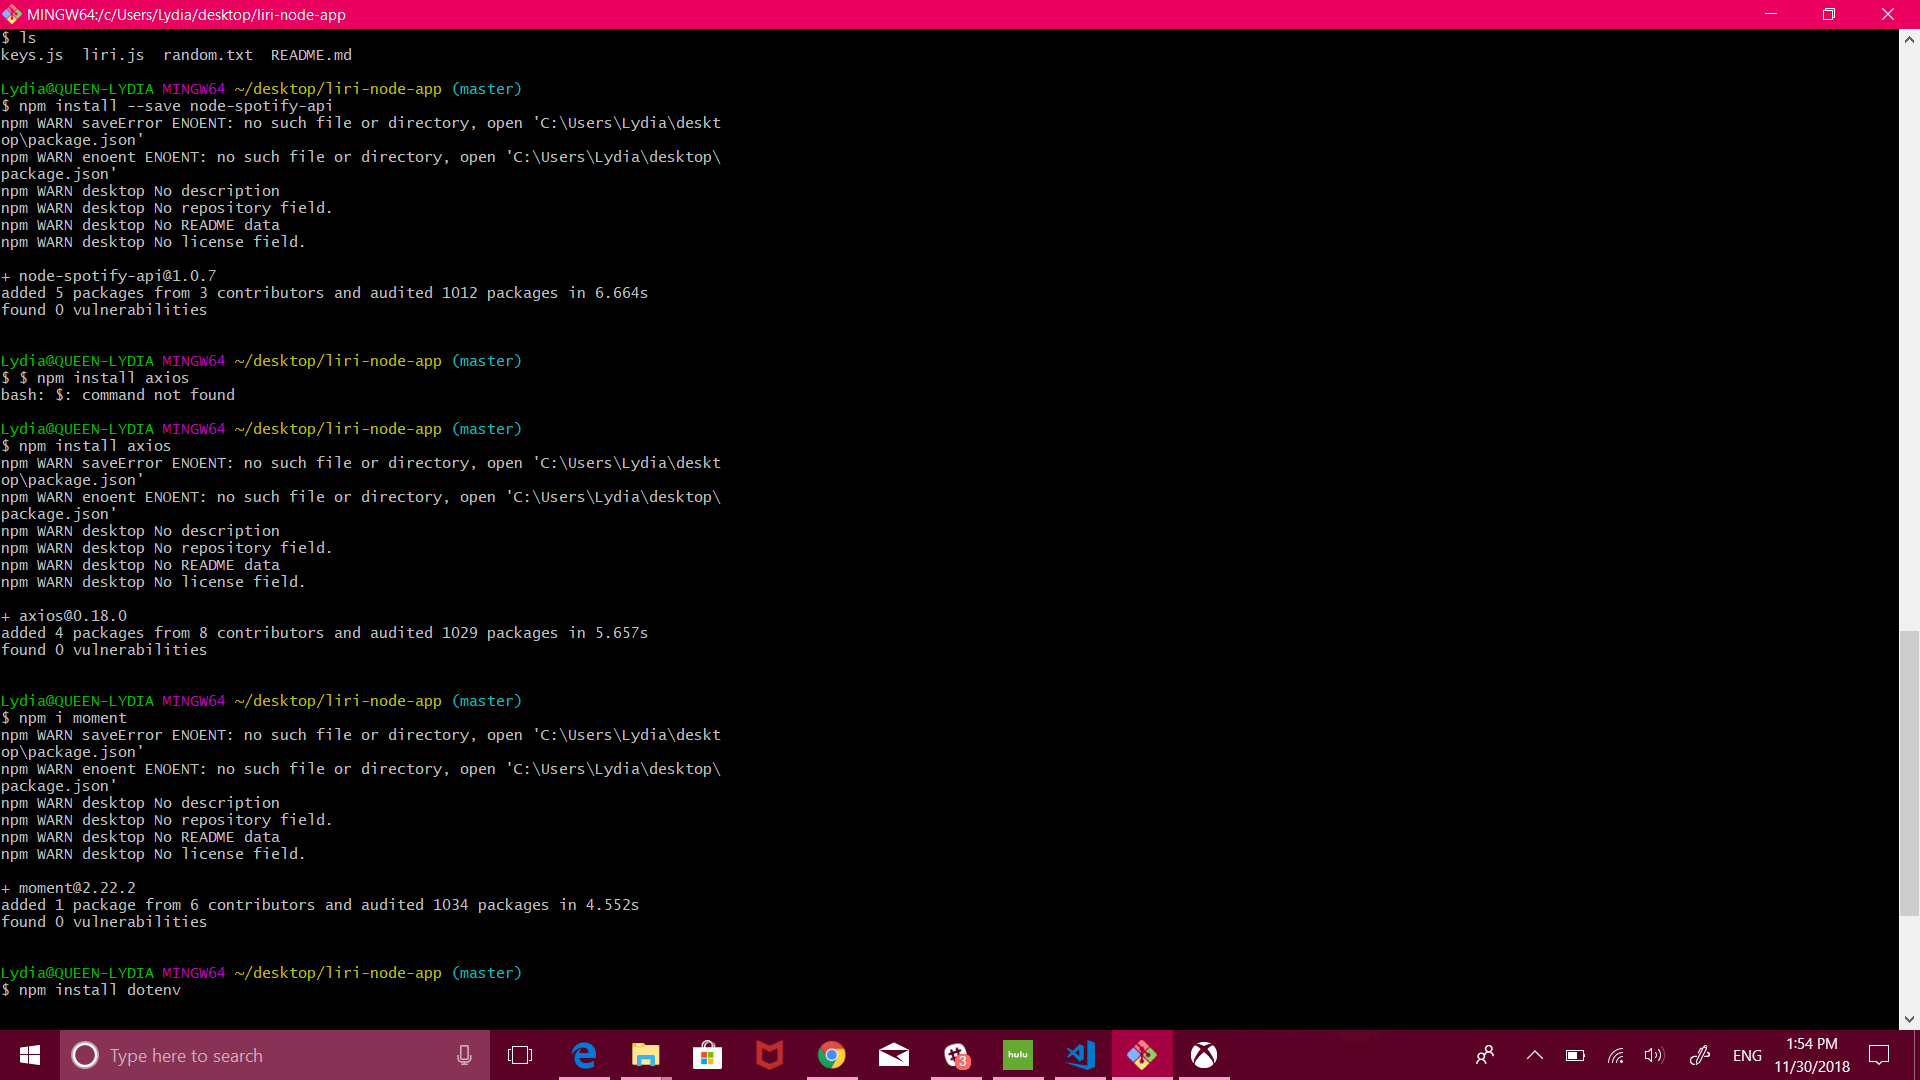 MINGW64:/c/Users/Lydia/desktop/liri-node-app
$ ls
keys.js  liri.js  random.txt  README.md
Lydia@QUEEN-LYDIA MINGW64 ~/desktop/liri-node-app (master)
$ npm install --save node-spotify-api
npm WARN saveError ENOENT: no such file or directory, open 'C:\Users\Lydia\deskt
op\package.json'
npm WARN enoent ENOENT: no such file or directory, open 'C:\Users\Lydia\desktop\
package.json'
npm WARN desktop No description
npm WARN desktop No repository field.
npm WARN desktop No README data
npm WARN desktop No license field.
+ node-spotify-api@1.0.7
added 5 packages from 3 contributors and audited 1012 packages in 6.664s
found 0 vulnerabilities
Lydia@QUEEN-LYDIA MINGW64 ~/desktop/liri-node-app (master)
$ $ npm install axios
bash: $: command not found
Lydia@QUEEN-LYDIA MINGW64 ~/desktop/liri-node-app (master)
$ npm install axios
npm WARN saveError ENOENT: no such file or directory, open 'C:\Users\Lydia\deskt
op\package.json'
npm WARN enoent ENOENT: no such file or directory, open 'C:\Users\Lydia\desktop\
package.json'
npm WARN desktop No description
npm WARN desktop No repository field.
npm WARN desktop No README data
npm WARN desktop No license field.
+ axios@0.18.0
added 4 packages from 8 contributors and audited 1029 packages in 5.657s
found 0 vulnerabilities
Lydia@QUEEN-LYDIA MINGW64 ~/desktop/liri-node-app (master)
$ npm i moment
npm WARN saveError ENOENT: no such file or directory, open 'C:\Users\Lydia\deskt
op\package.json'
npm WARN enoent ENOENT: no such file or directory, open 'C:\Users\Lydia\desktop\
package.json'
npm WARN desktop No description
npm WARN desktop No repository field.
npm WARN desktop No README data
npm WARN desktop No license field.
+ moment@2.22.2
added 1 package from 6 contributors and audited 1034 packages in 4.552s
found 0 vulnerabilities
Lydia@QUEEN-LYDIA MINGW64 ~/desktop/liri-node-app (master)
$ npm install dotenv
Type here to search
3
hulu
ENG
1:54 PM
11/30/2018